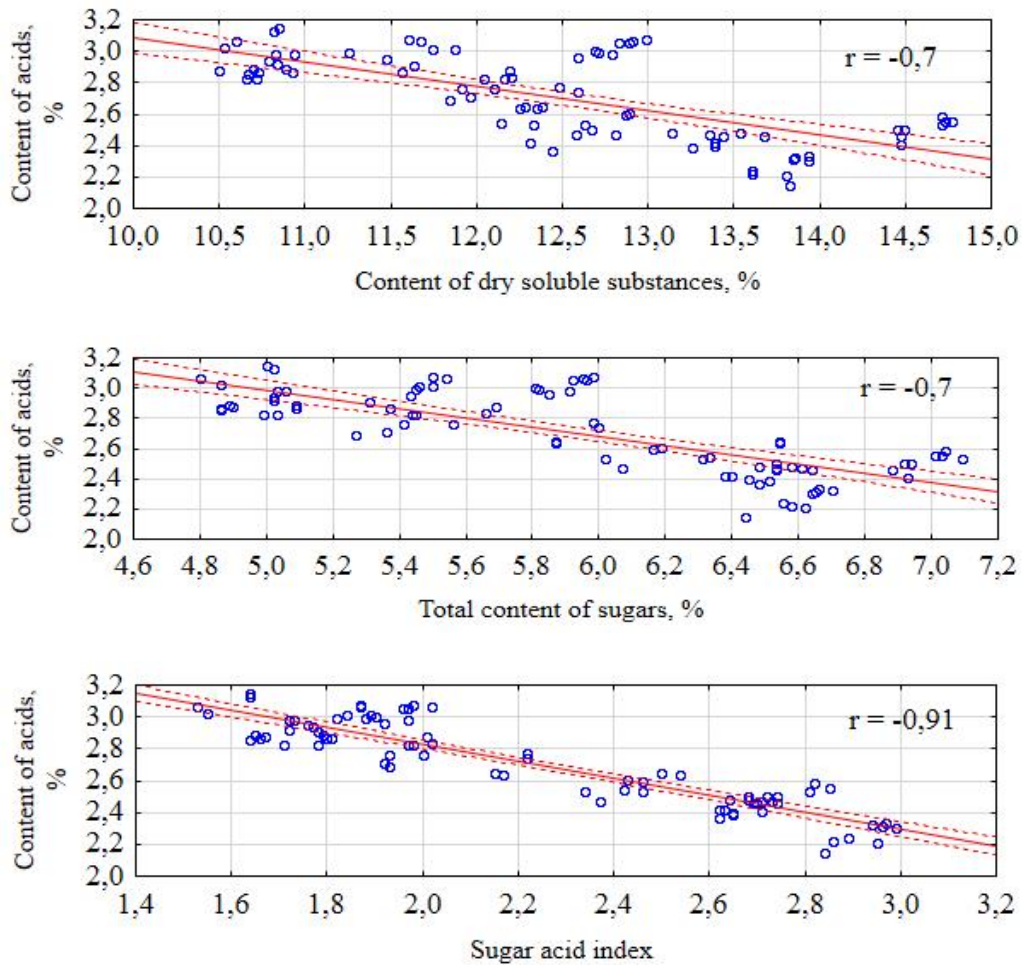 Content of acids,
%
3,2
3,0
2,8
2,6
2,4
2,2
2,0
r = -0,7
10,0 10,5 11,0 11,5 12,0 12,5 13,0 13,5 14,0 14,5 15,0
Content of dry soluble substances, %
Content of acids,
%
3,2
3,0
2,8
2,6
2,4
2,2
2,0
r = -0,7
4,6 4,8 5,0 5,2 5,4 5,6 5,8 6,0 6,2 6,4 6,6 6,8 7,0 7,2
Total content of sugars, %
Content of acids,
%
3,2
3,0
2,8
2,6
2,4
2,2
2,0
r = -0,91
1,4 1,6 1,8 2,0 2,2 2,4 2,6 2,8 3,0 3,2
Sugar acid index